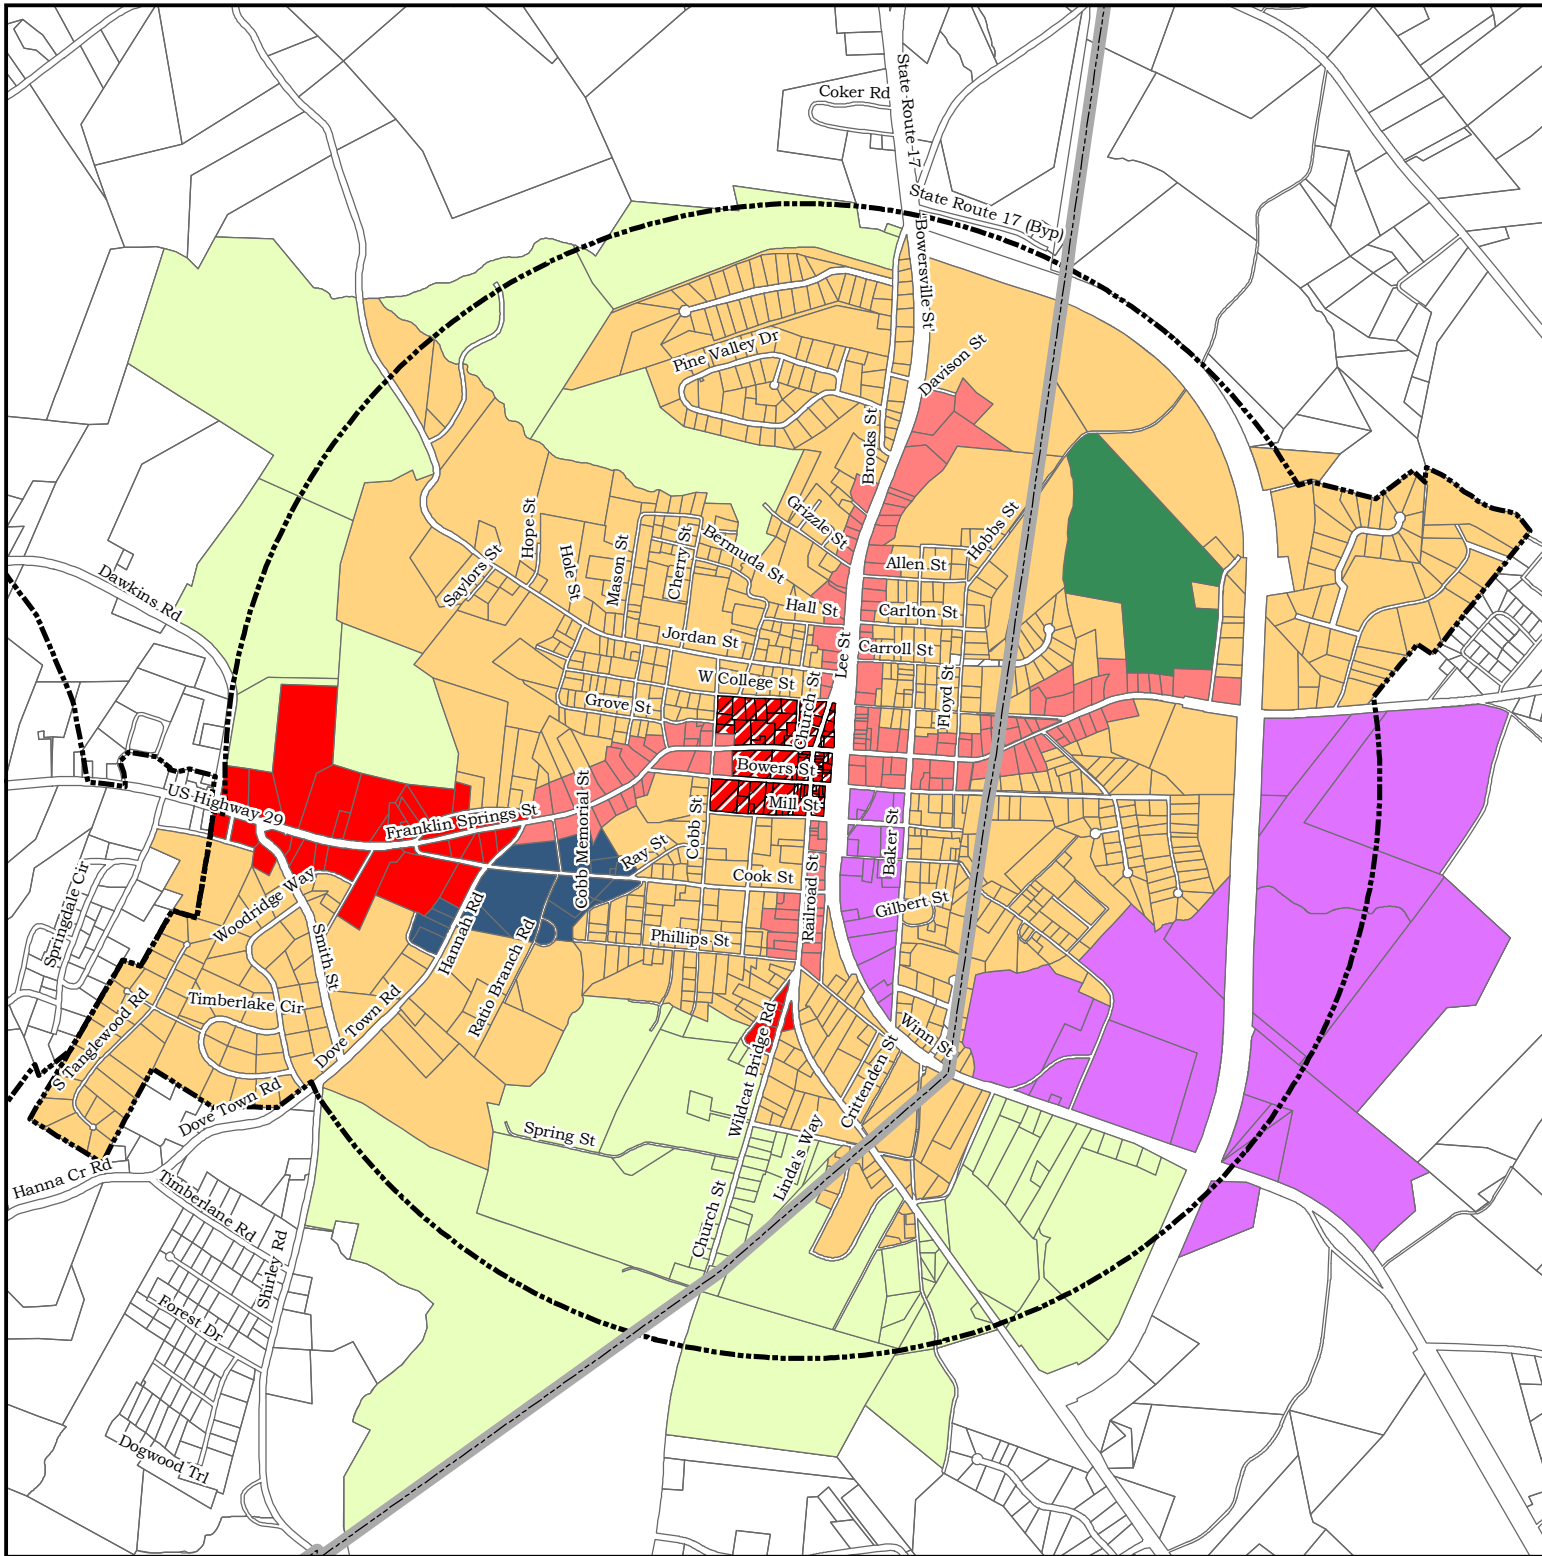 Coker Rd
State Route 17
State Route 17 (Byp)
Bowersville St
Pine Valley Dr
Davison St
Brooks St
Grizzle St
Hobbs St
Hope St
Hole St
Mason St
Cherry St
Bermuda St
Saylors St
Allen St
Dawkins Rd
Hall St
Carlton St
Jordan St
Lee St
Carroll St
W College St
Church St
Floyd St
Grove St
Bowers St
US Highway 29
Franklin Springs St
Mill St
Cobb Memorial St
Cobb St
Baker St
Ray St
Cook St
Springdale Cir
Woodridge Way
Railroad St
Gilbert St
Hannah Rd
Phillips St
Smith St
Ratio Branch Rd
Timberlake Cir
S Tanglewood Rd
Dove Town Rd
Wildcat Bridge Rd
Winn St
Crittenden St
Dove Town Rd
Spring St
Linda's Way
Hanna Cr Rd
Timberlane Rd
Church St
Shirley Rd
Forest Dr
Dogwood Trl